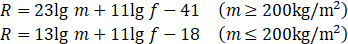 R = 23lg m + 11lg f − 41 (m ≥ 200kg/m²)
R = 13lg m + 11lg f − 18 (m ≤ 200kg/m²)